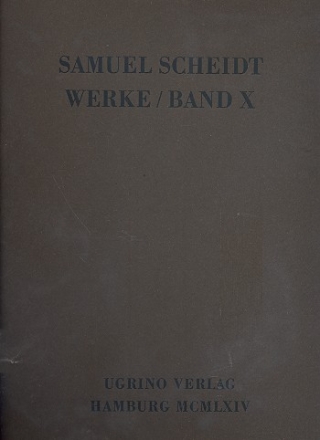 SAMUEL SCHEIDT
WERKE / BAND X
UGRINO VERLAG
HAMBURG MCMLXIV